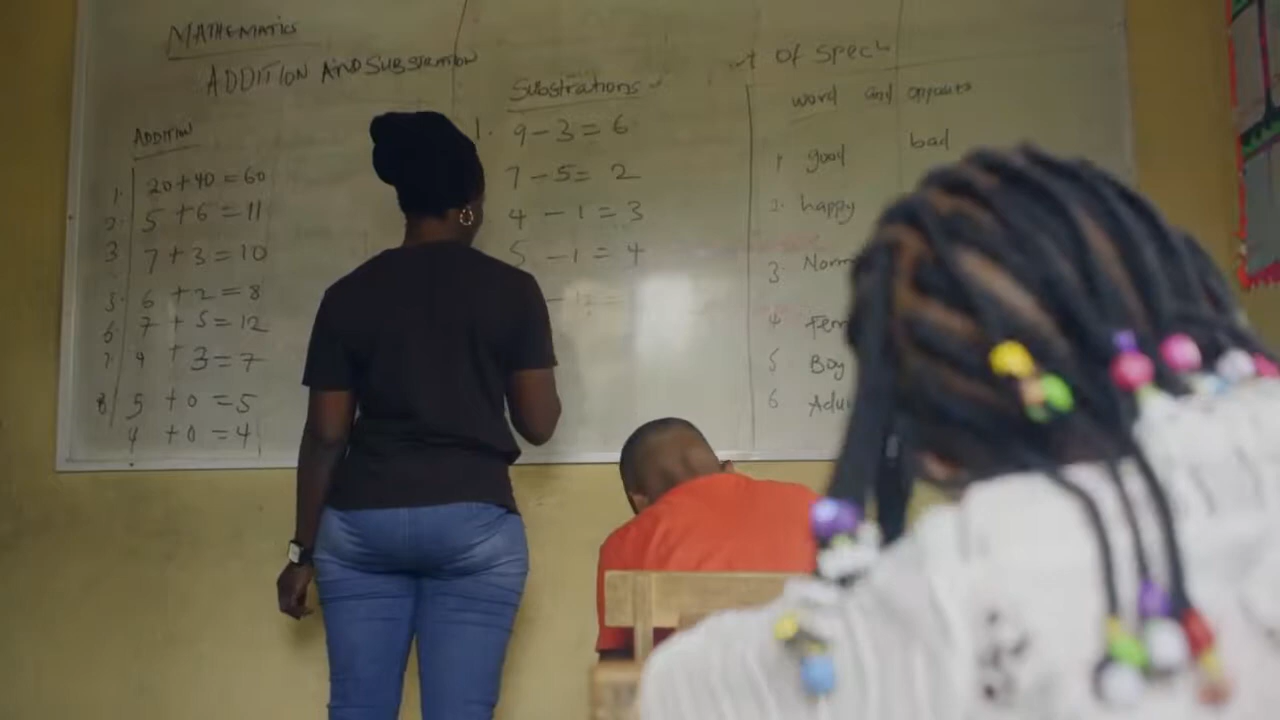 MATHEMATICS
ADDITION AND SUBSTRATION
ADDITION
1. 20+40=60
2. 5+6=11
3 7+3=10
5. 6+2=8
6. 7+5=12
7. 4+3=7
8 5+0=5
4+0=4
Substrations
1. 9-3=6
7-5=2
4-1=3
5-1=4
of Speech
word and opposite
1 good bad
2. happy
3.
4
5 Boy
6